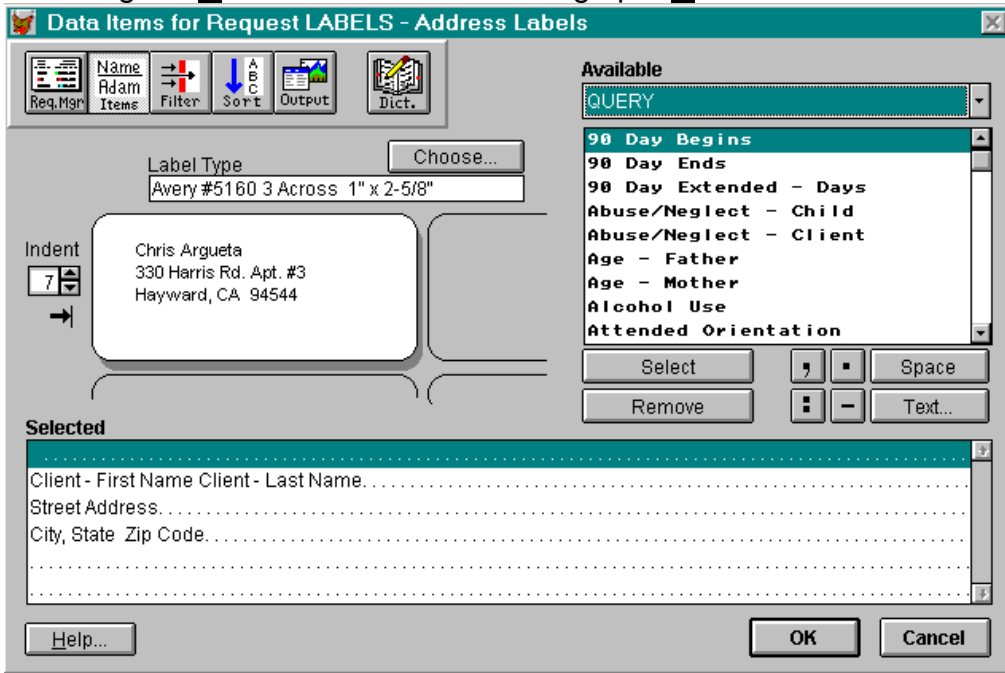 Data Items for Request LABELS - Address Labels
Req.Mgr
Name
Adam
Items
Filter
A
B
C
Sort
Output
Dict.
Available
QUERY
90 Day Begins
90 Day Ends
90 Day Extended - Days
Abuse/Neglect - Child
Abuse/Neglect - Client
Age - Father
Age - Mother
Alcohol Use
Attended Orientation
Label Type
Choose...
Avery #5160 3 Across 1" x 2-5/8"
Indent
7
Chris Argueta
330 Harris Rd. Apt. #3
Hayward, CA 94544
Select
,
.
Space
Remove
:
-
Text...
Selected
Client - First Name Client - Last Name
Street Address
City, State Zip Code
Help...
OK
Cancel